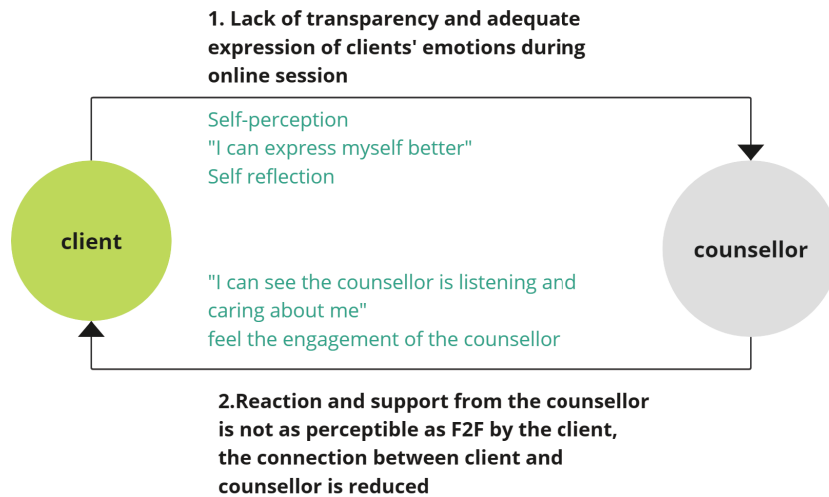 1. Lack of transparency and adequate
expression of clients' emotions during
online session
Self-perception
"I can express myself better"
Self reflection
client
counsellor
"I can see the counsellor is listening and
caring about me"
feel the engagement of the counsellor
2.Reaction and support from the counsellor
is not as perceptible as F2F by the client,
the connection between client and
counsellor is reduced